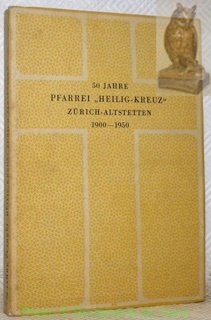 50 JAHRE
PFARREI „HEILIG-KREUZ“
ZÜRICH-ALTSTETTEN
1900—1950